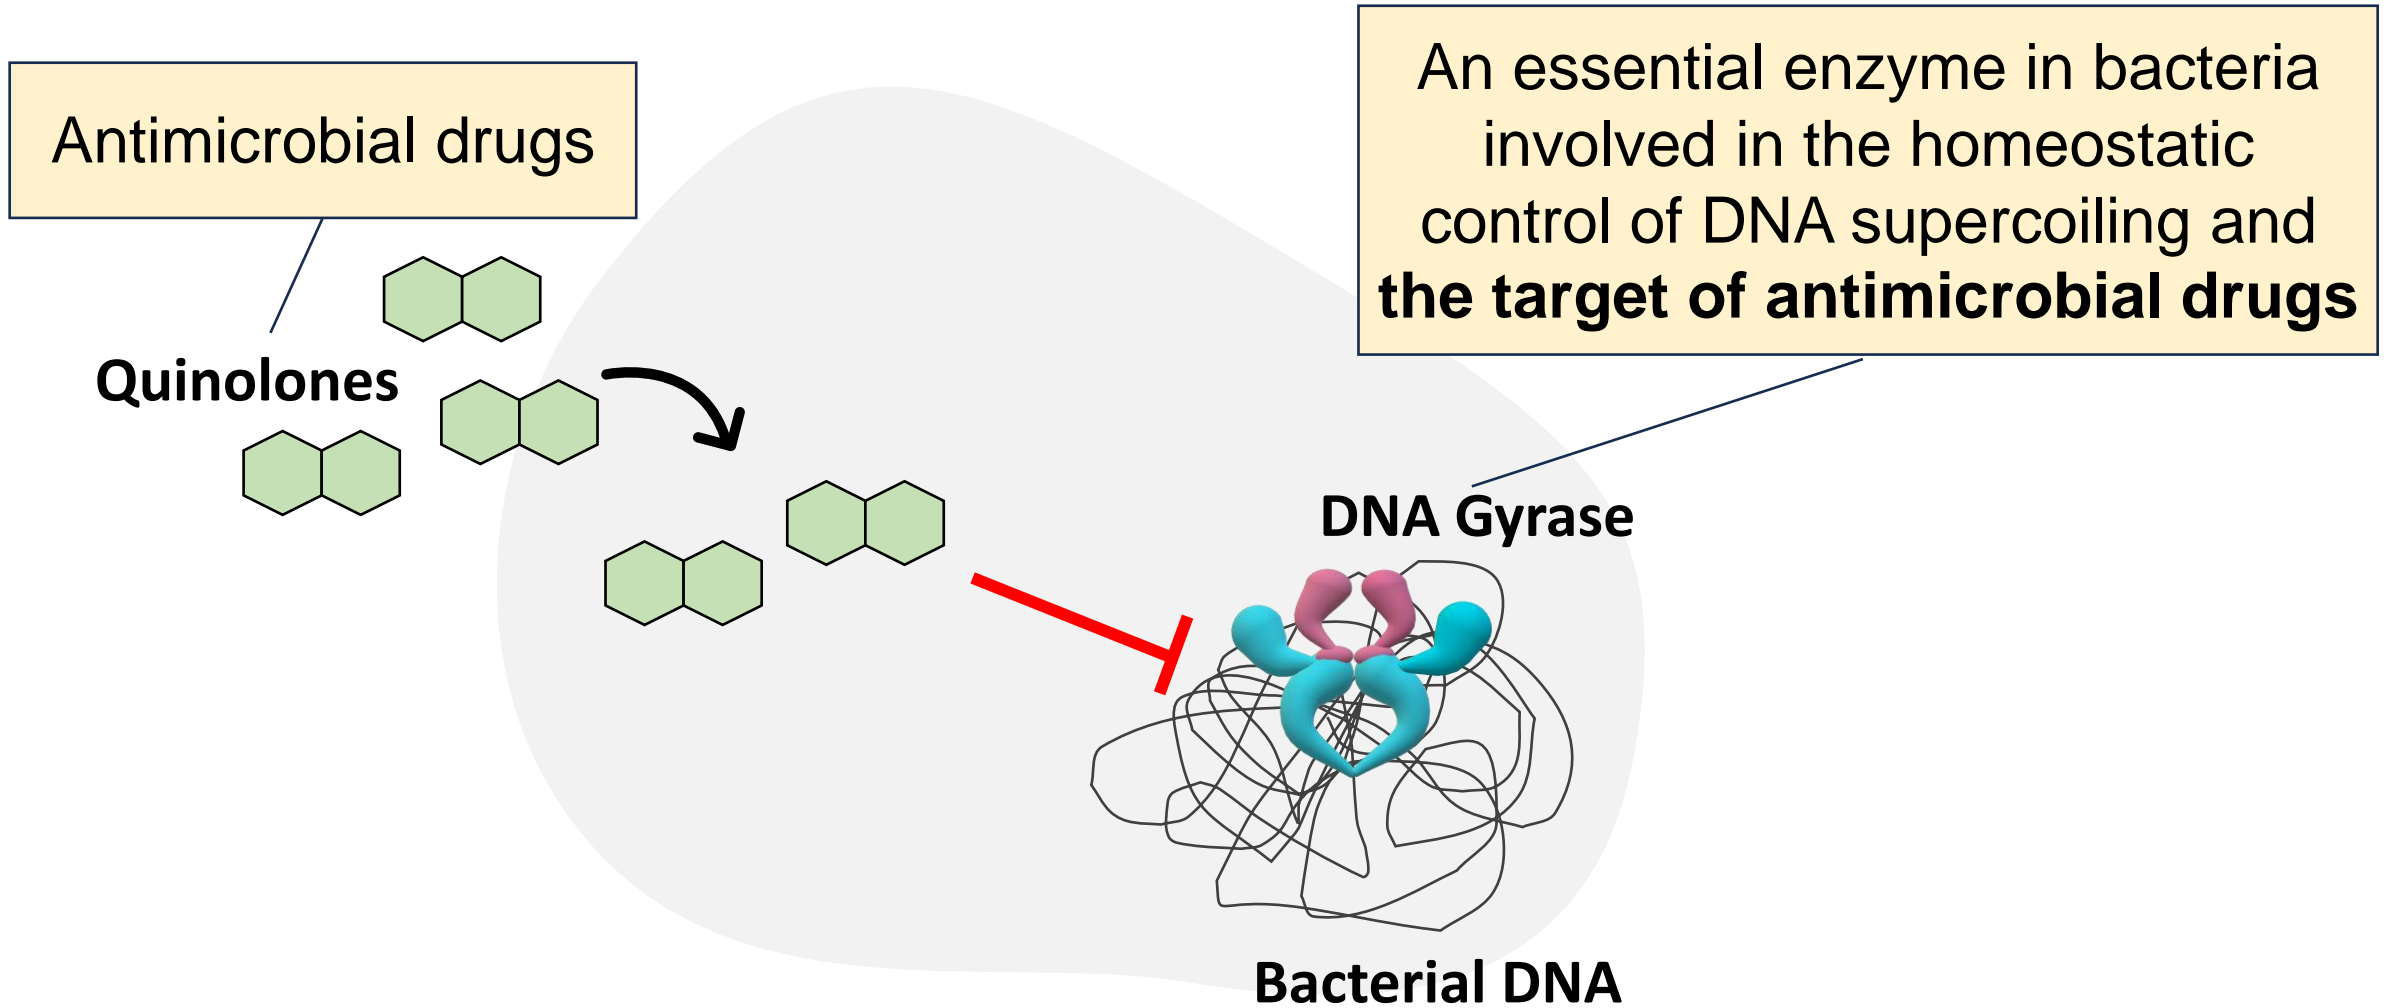 Antimicrobial drugs
An essential enzyme in bacteria
involved in the homeostatic
control of DNA supercoiling and
the target of antimicrobial drugs
Quinolones
DNA Gyrase
Bacterial DNA